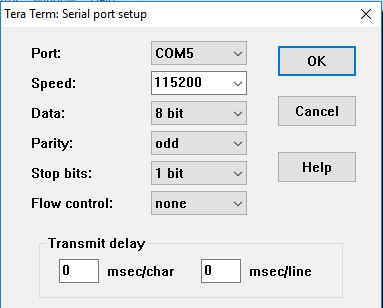 Tera Term: Serial port setup
Port: COM5 OK
Speed: 115200
Data: 8 bit Cancel
Parity: odd
Stop bits: 1 bit Help
Flow control: none
Transmit delay
0 msec/char 0 msec/line